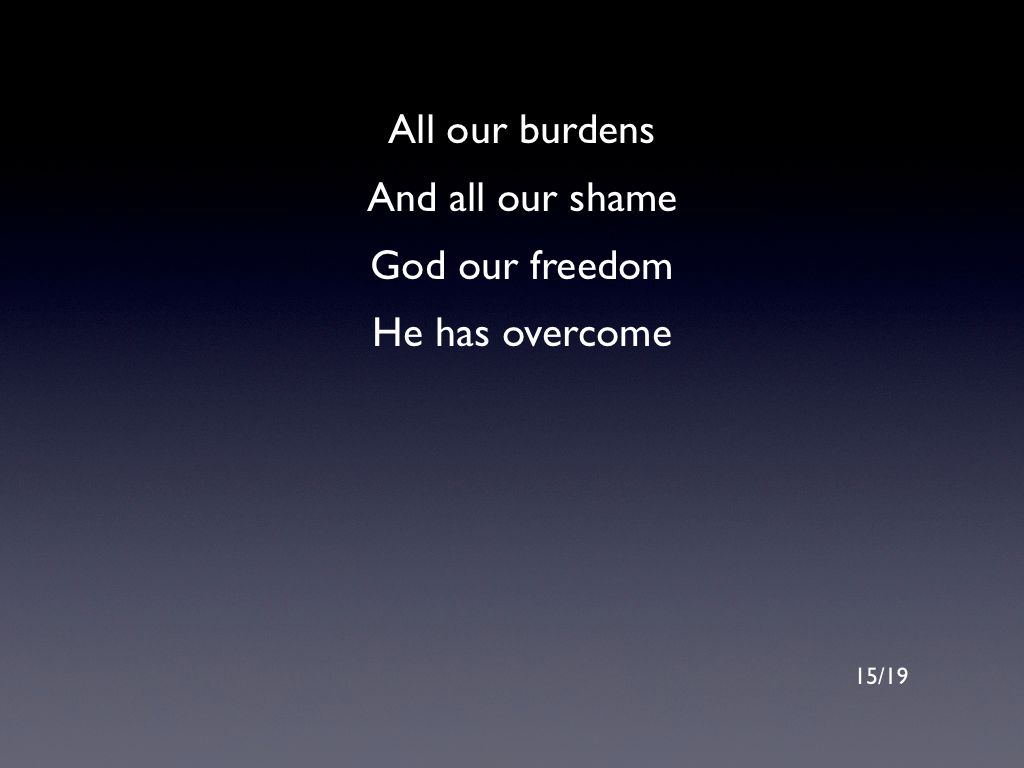 All our burdens
And all our shame
God our freedom
He has overcome
15/19